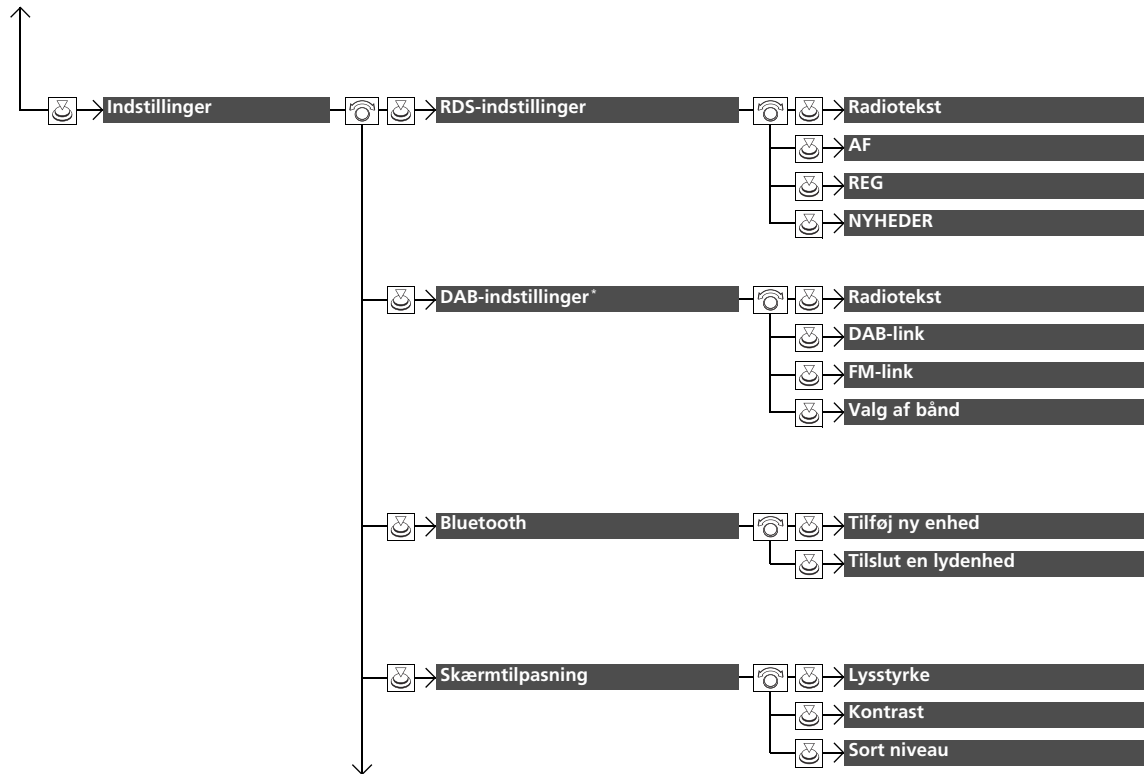 Indstillinger
RDS-indstillinger
Radiotekst
AF
REG
NYHEDER
DAB-indstillinger*
Radiotekst
DAB-link
FM-link
Valg af bånd
Bluetooth
Tilføj ny enhed
Tilslut en lydenhed
Skærmtilpasning
Lysstyrke
Kontrast
Sort niveau